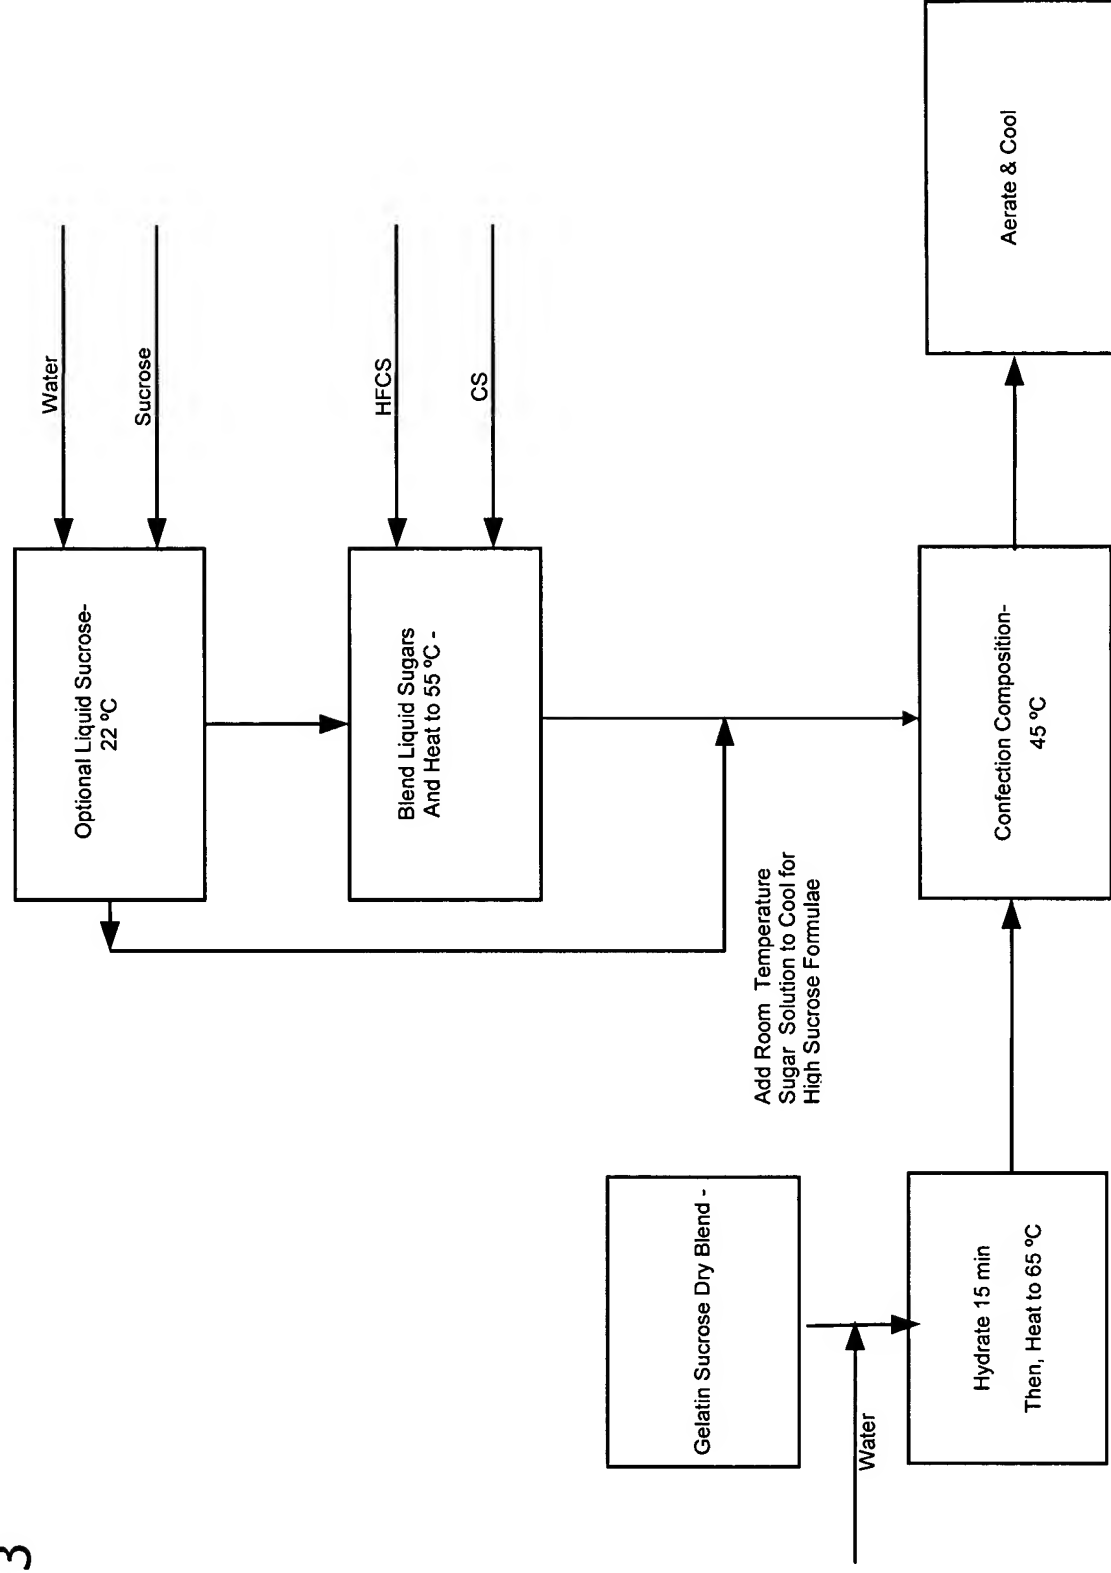 3
Water
Sucrose
Optional Liquid Sucrose-
22 ºC
HFCS
CS
Blend Liquid Sugars
And Heat to 55 ºC -
Add Room Temperature
Sugar Solution to Cool for
High Sucrose Formulae
Gelatin Sucrose Dry Blend -
Water
Hydrate 15 min
Then, Heat to 65 ºC
Confection Composition-
45 ºC
Aerate & Cool